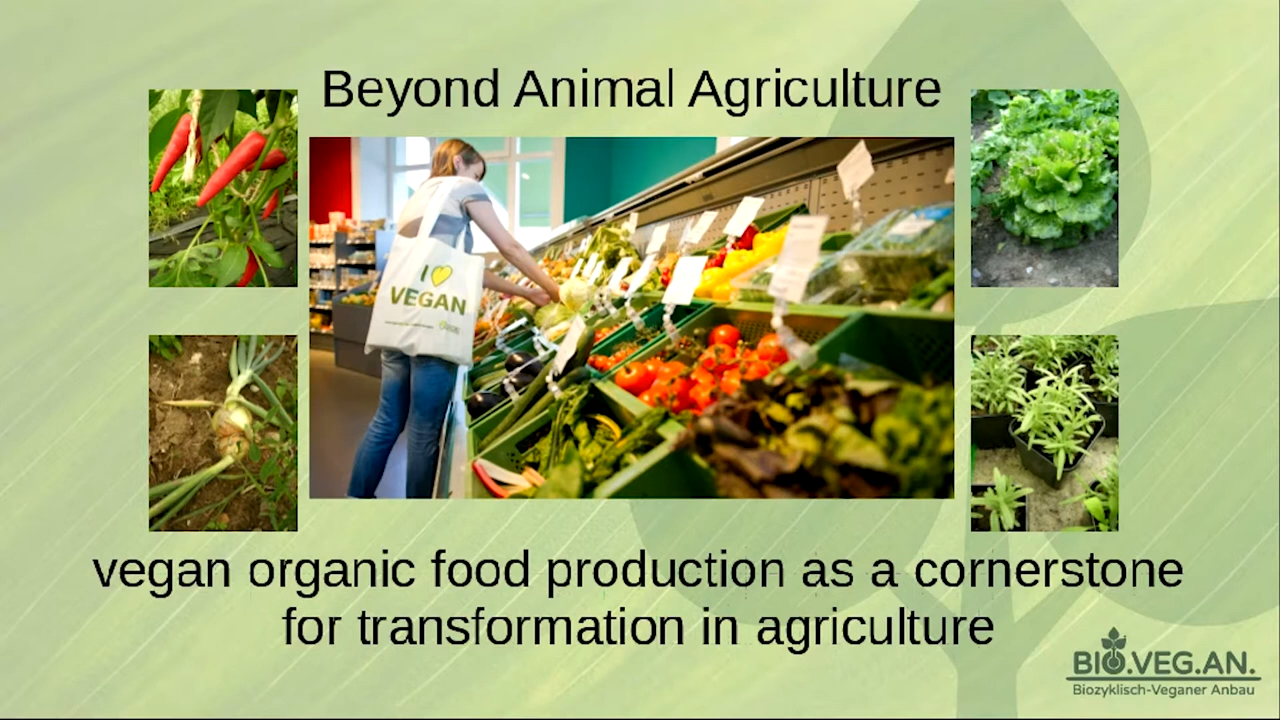 Beyond Animal Agriculture
I
VEGAN
vegan organic food production as a cornerstone
for transformation in agriculture
BIO.VEG.AN.
Biozyklisch-Veganer Anbau